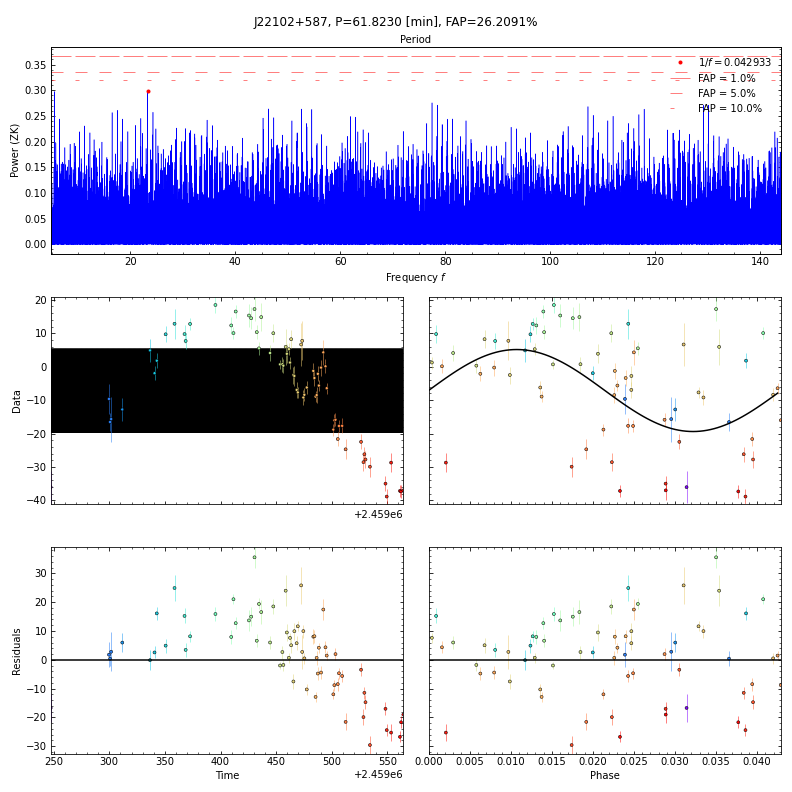 J22102+587, P=61.8230 [min], FAP=26.2091%
Period
Power (ZK)
0.35
0.30
0.25
0.20
0.15
0.10
0.05
0.00
1/f = 0.042933
FAP = 1.0%
FAP = 5.0%
FAP = 10.0%
20 40 60 80 100 120 140
Frequency f
Data
20
10
0
−10
−20
−30
−40
+2.459e6
Residuals
30
20
10
0
−10
−20
−30
250 300 350 400 450 500 550
Time
+2.459e6
0.000 0.005 0.010 0.015 0.020 0.025 0.030 0.035 0.040
Phase